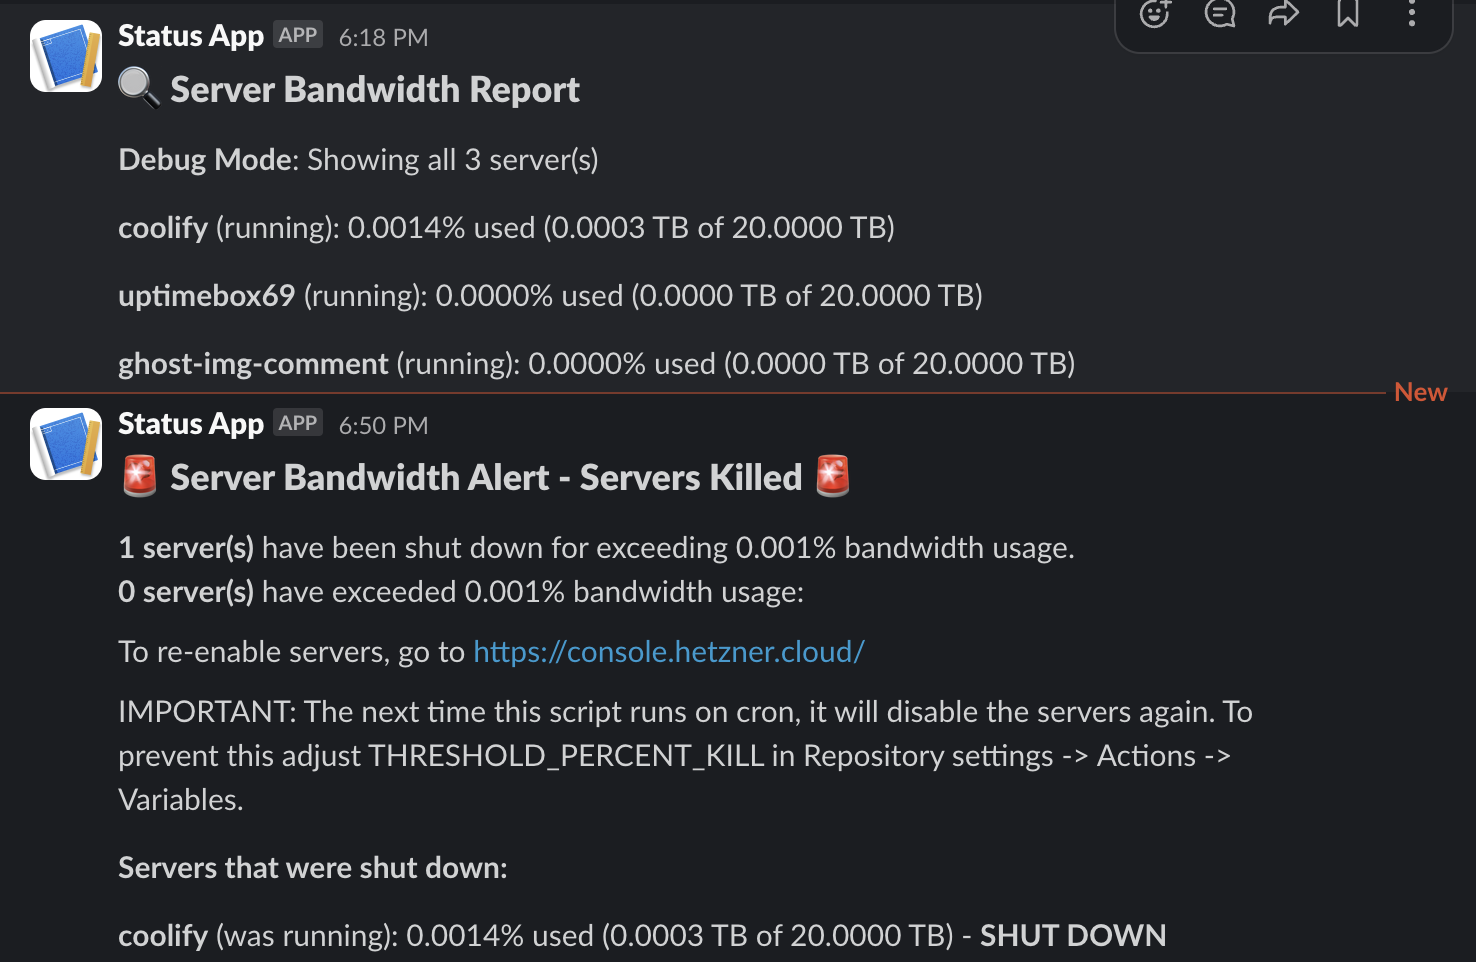 Status App APP 6:18 PM
Server Bandwidth Report
Debug Mode: Showing all 3 server(s)
coolify (running): 0.0014% used (0.0003 TB of 20.0000 TB)
uptimebox69 (running): 0.0000% used (0.0000 TB of 20.0000 TB)
ghost-img-comment (running): 0.0000% used (0.0000 TB of 20.0000 TB)
New
Status App APP 6:50 PM
Server Bandwidth Alert - Servers Killed
1 server(s) have been shut down for exceeding 0.001% bandwidth usage.
0 server(s) have exceeded 0.001% bandwidth usage:
To re-enable servers, go to https://console.hetzner.cloud/
IMPORTANT: The next time this script runs on cron, it will disable the servers again. To
prevent this adjust THRESHOLD_PERCENT_KILL in Repository settings -> Actions ->
Variables.
Servers that were shut down:
coolify (was running): 0.0014% used (0.0003 TB of 20.0000 TB) - SHUT DOWN